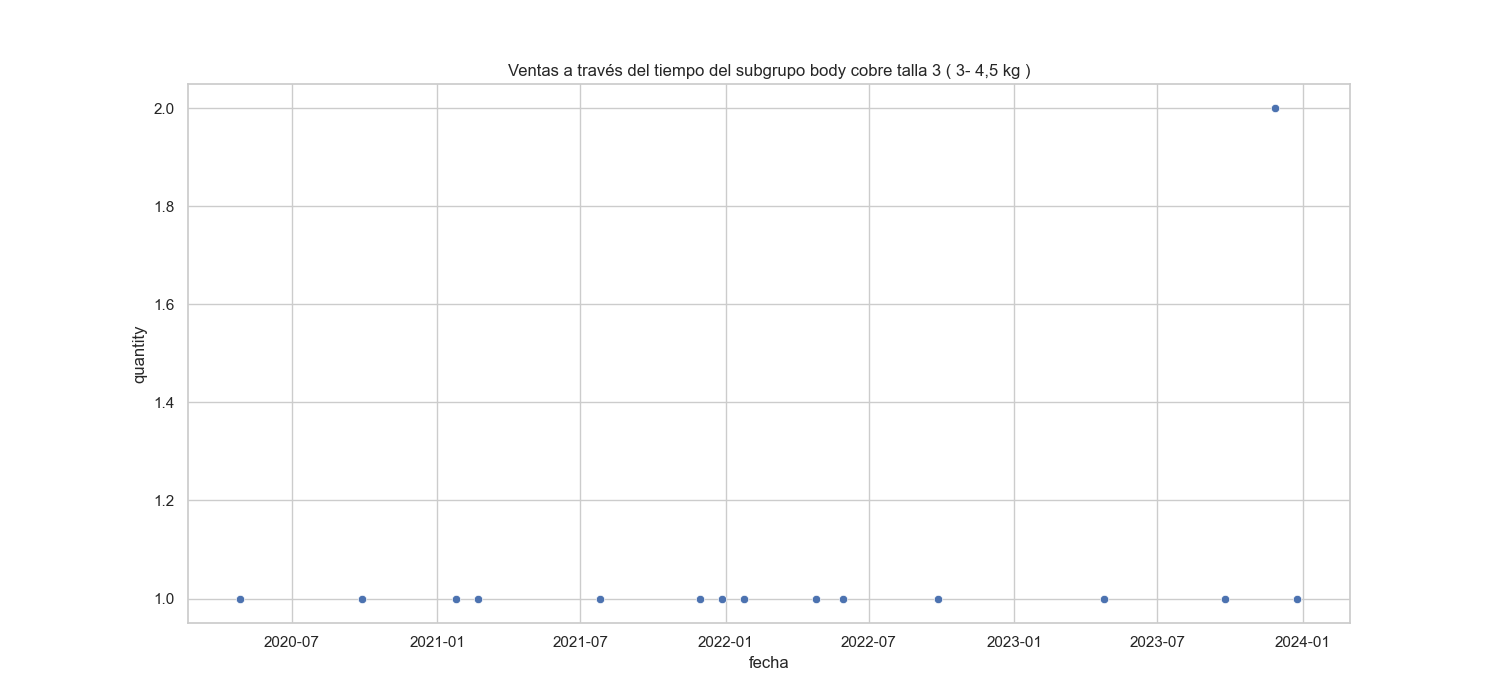 Ventas a través del tiempo del subgrupo body cobre talla 3 ( 3- 4,5 kg )
2.0
1.8
1.6
1.4
1.2
1.0
quantity
2020-07 2021-01 2021-07 2022-01 2022-07 2023-01 2023-07 2024-01
fecha